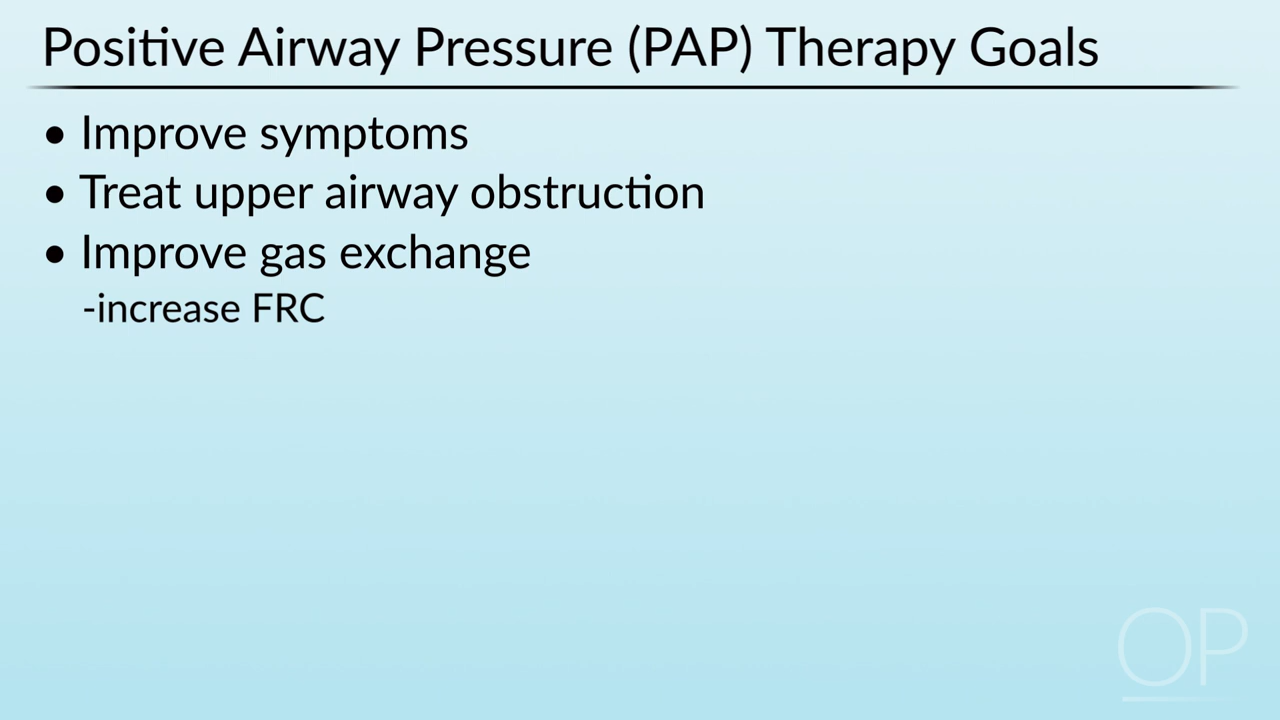 Positive Airway Pressure (PAP) Therapy Goals
• Improve symptoms
• Treat upper airway obstruction
• Improve gas exchange
-increase FRC
OP